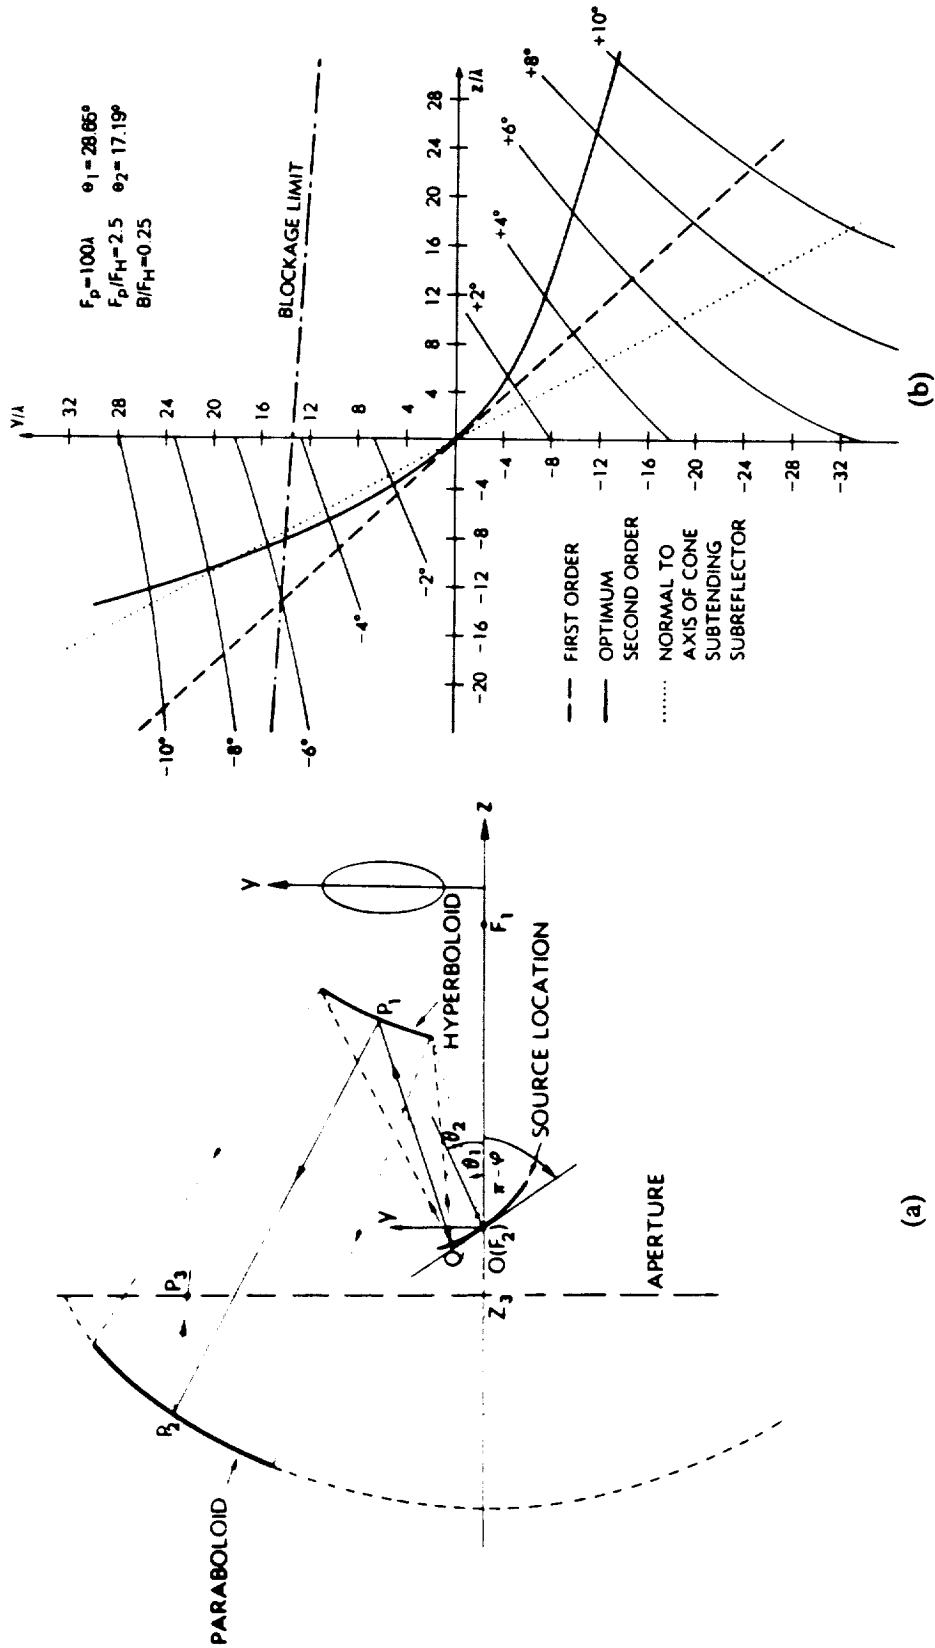 PARABOLOID
P₂
P₃
Z₃
APERTURE
Q
O(F₂)
y
θ₂
θ₁
π-φ
SOURCE LOCATION
P₁
HYPERBOLOID
F₁
y
z
(a)
Y/λ
32
28
24
20
16
12
8
4
-4
-8
-12
-16
-20
-24
-28
-32
-20
-16
-12
-8
-4
4
8
12
16
20
24
28
z/λ
-10°
-8°
-6°
-4°
-2°
+2°
+4°
+6°
+8°
+10°
BLOCKAGE LIMIT
Fp=100λ θ₁=28.65°
Fp/FH=2.5 θ₂=17.19°
B/FH=0.25
FIRST ORDER
OPTIMUM
SECOND ORDER
NORMAL TO
AXIS OF CONE
SUBTENDING
SUBREFLECTOR
(b)